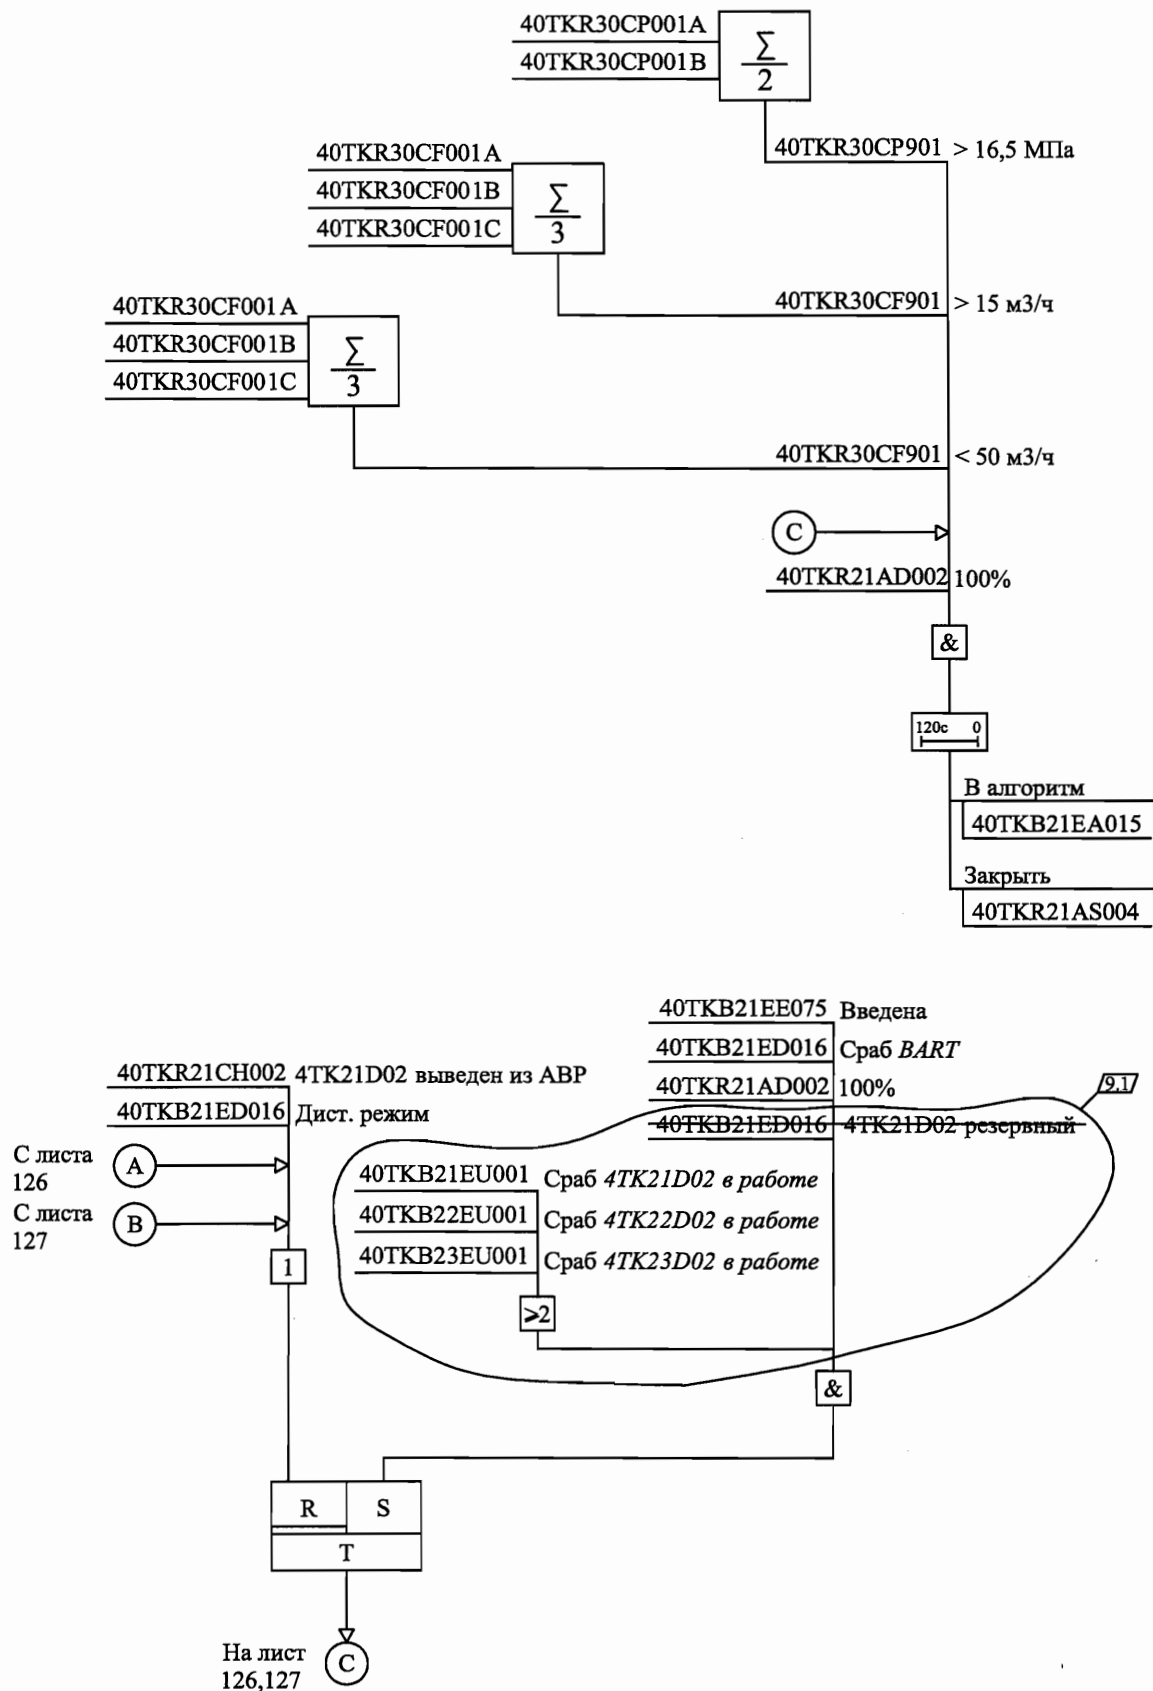 40TKR30CP001A
40TKR30CP001B
∑
2
40TKR30CP901 > 16,5 МПа
40TKR30CF001A
40TKR30CF001B
40TKR30CF001C
∑
3
40TKR30CF901 > 15 м3/ч
40TKR30CF001A
40TKR30CF001B
40TKR30CF001C
∑
3
40TKR30CF901 < 50 м3/ч
C
40TKR21AD002 100%
&
120с 0
В алгоритм
40TKB21EA015
Закрыть
40TKR21AS004
40TKB21EE075 Введена
40TKB21ED016 Сраб BART
40TKR21AD002 100%
40TKB21ED016 4TK21D02 резервный
9.1
40TKR21CH002 4TK21D02 выведен из АВР
40TKB21ED016 Дист. режим
С листа
126
A
С листа
127
B
1
40TKB21EU001 Сраб 4TK21D02 в работе
40TKB22EU001 Сраб 4TK22D02 в работе
40TKB23EU001 Сраб 4TK23D02 в работе
⩾2
&
R S
T
На лист
126,127
C